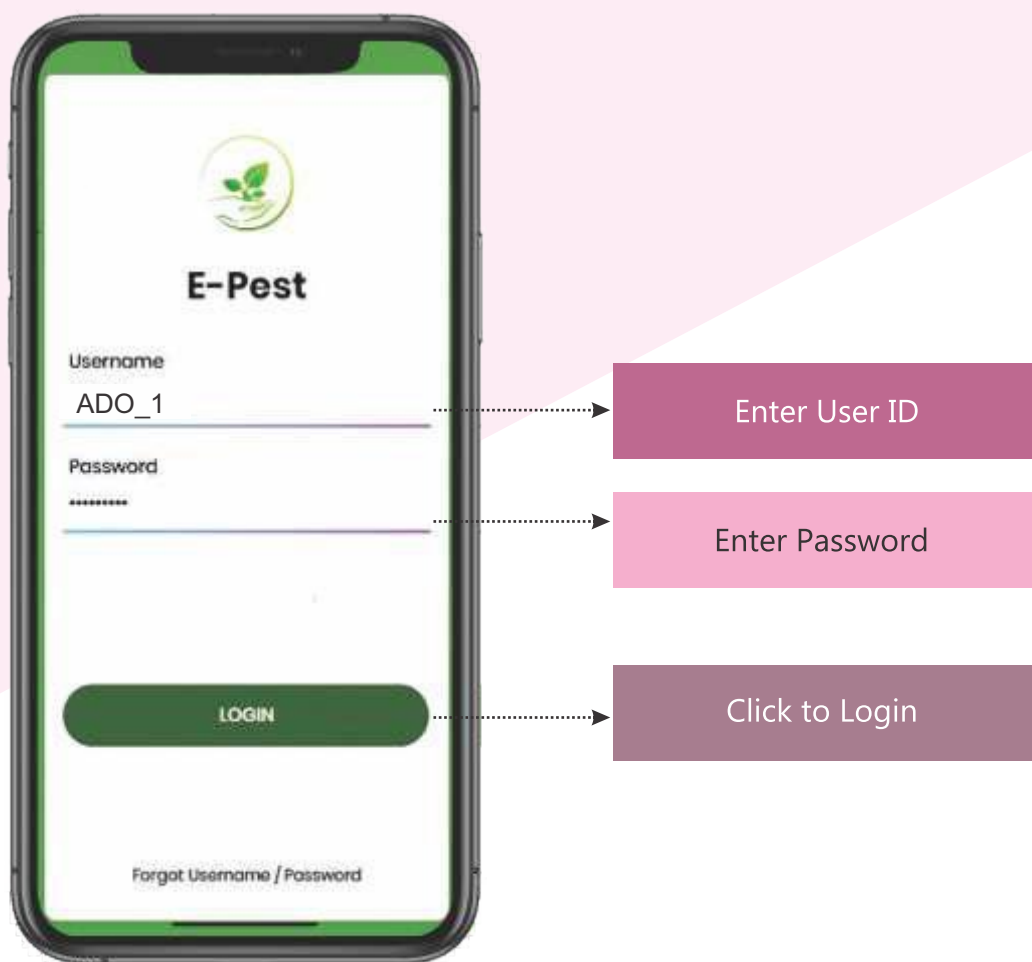 E-Pest
Username
ADO_1
Enter User ID
Password
•••••••••
Enter Password
LOGIN
Click to Login
Forgot Username / Password